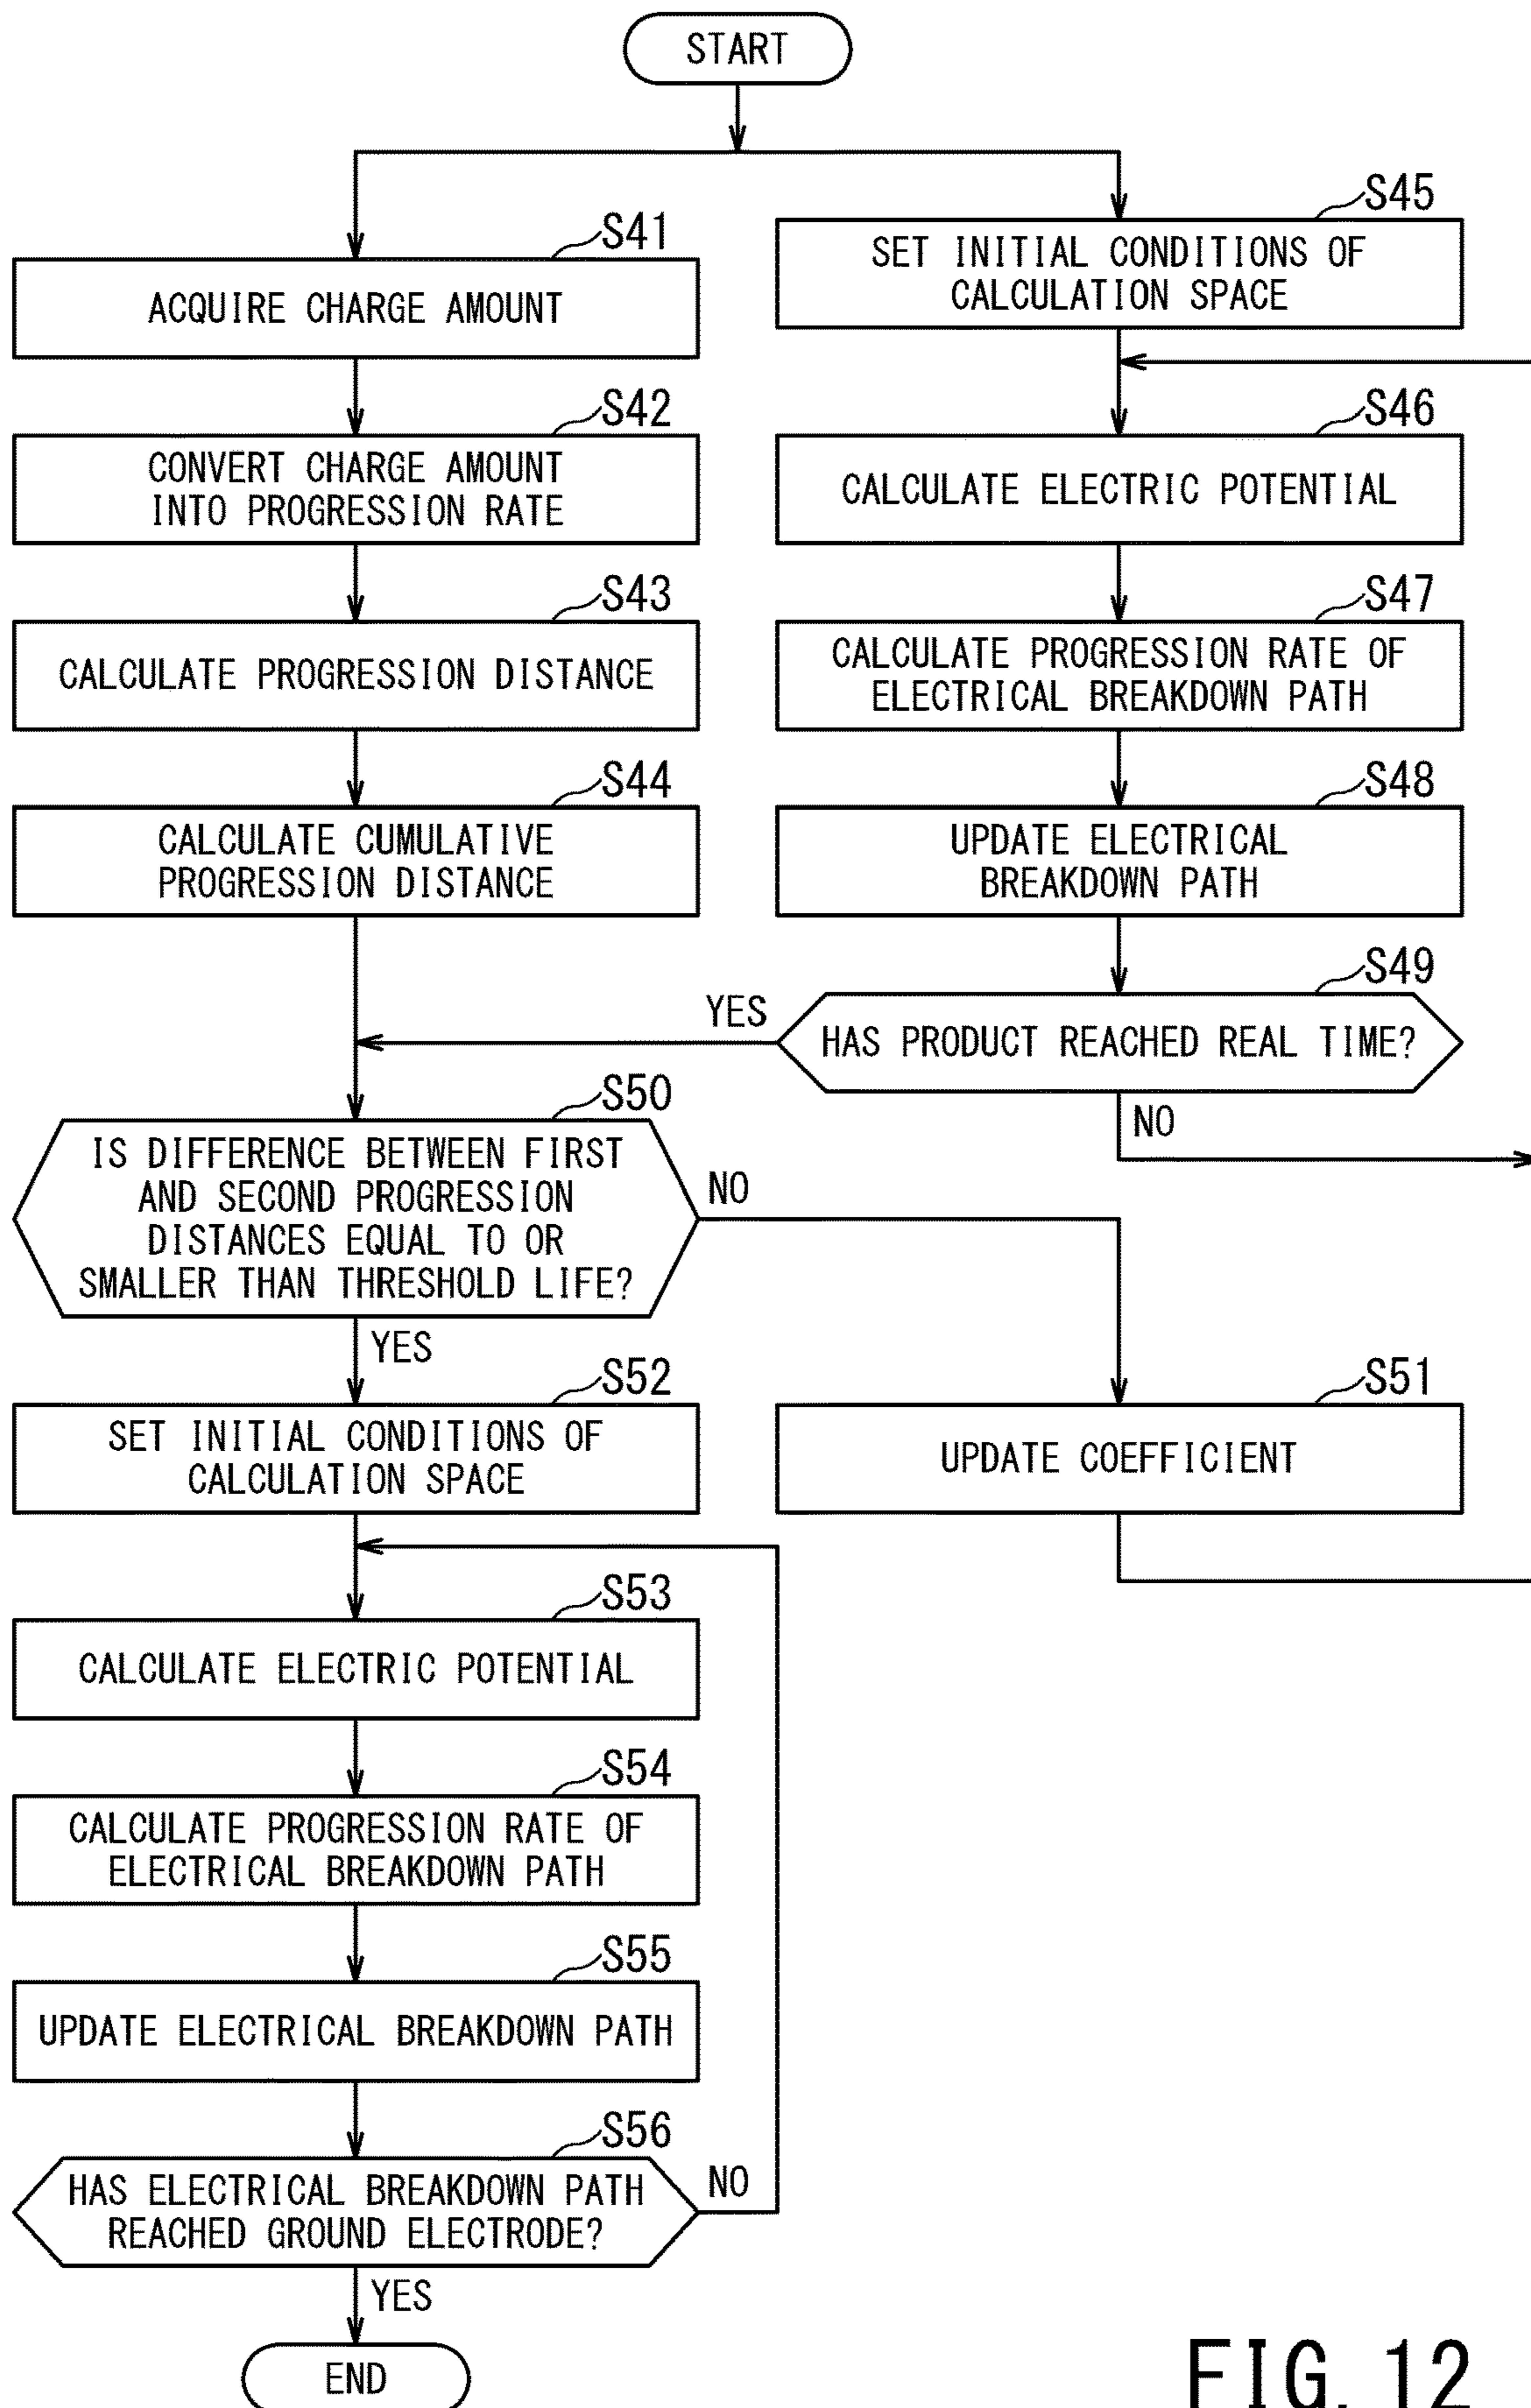 START
S41
ACQUIRE CHARGE AMOUNT
S42
CONVERT CHARGE AMOUNT
INTO PROGRESSION RATE
S43
CALCULATE PROGRESSION DISTANCE
S44
CALCULATE CUMULATIVE
PROGRESSION DISTANCE
S45
SET INITIAL CONDITIONS OF
CALCULATION SPACE
S46
CALCULATE ELECTRIC POTENTIAL
S47
CALCULATE PROGRESSION RATE OF
ELECTRICAL BREAKDOWN PATH
S48
UPDATE ELECTRICAL
BREAKDOWN PATH
S49
HAS PRODUCT REACHED REAL TIME?
YES
NO
S50
IS DIFFERENCE BETWEEN FIRST
AND SECOND PROGRESSION
DISTANCES EQUAL TO OR
SMALLER THAN THRESHOLD LIFE?
NO
YES
S51
UPDATE COEFFICIENT
S52
SET INITIAL CONDITIONS OF
CALCULATION SPACE
S53
CALCULATE ELECTRIC POTENTIAL
S54
CALCULATE PROGRESSION RATE OF
ELECTRICAL BREAKDOWN PATH
S55
UPDATE ELECTRICAL BREAKDOWN PATH
S56
HAS ELECTRICAL BREAKDOWN PATH
REACHED GROUND ELECTRODE?
NO
YES
END
FIG. 12